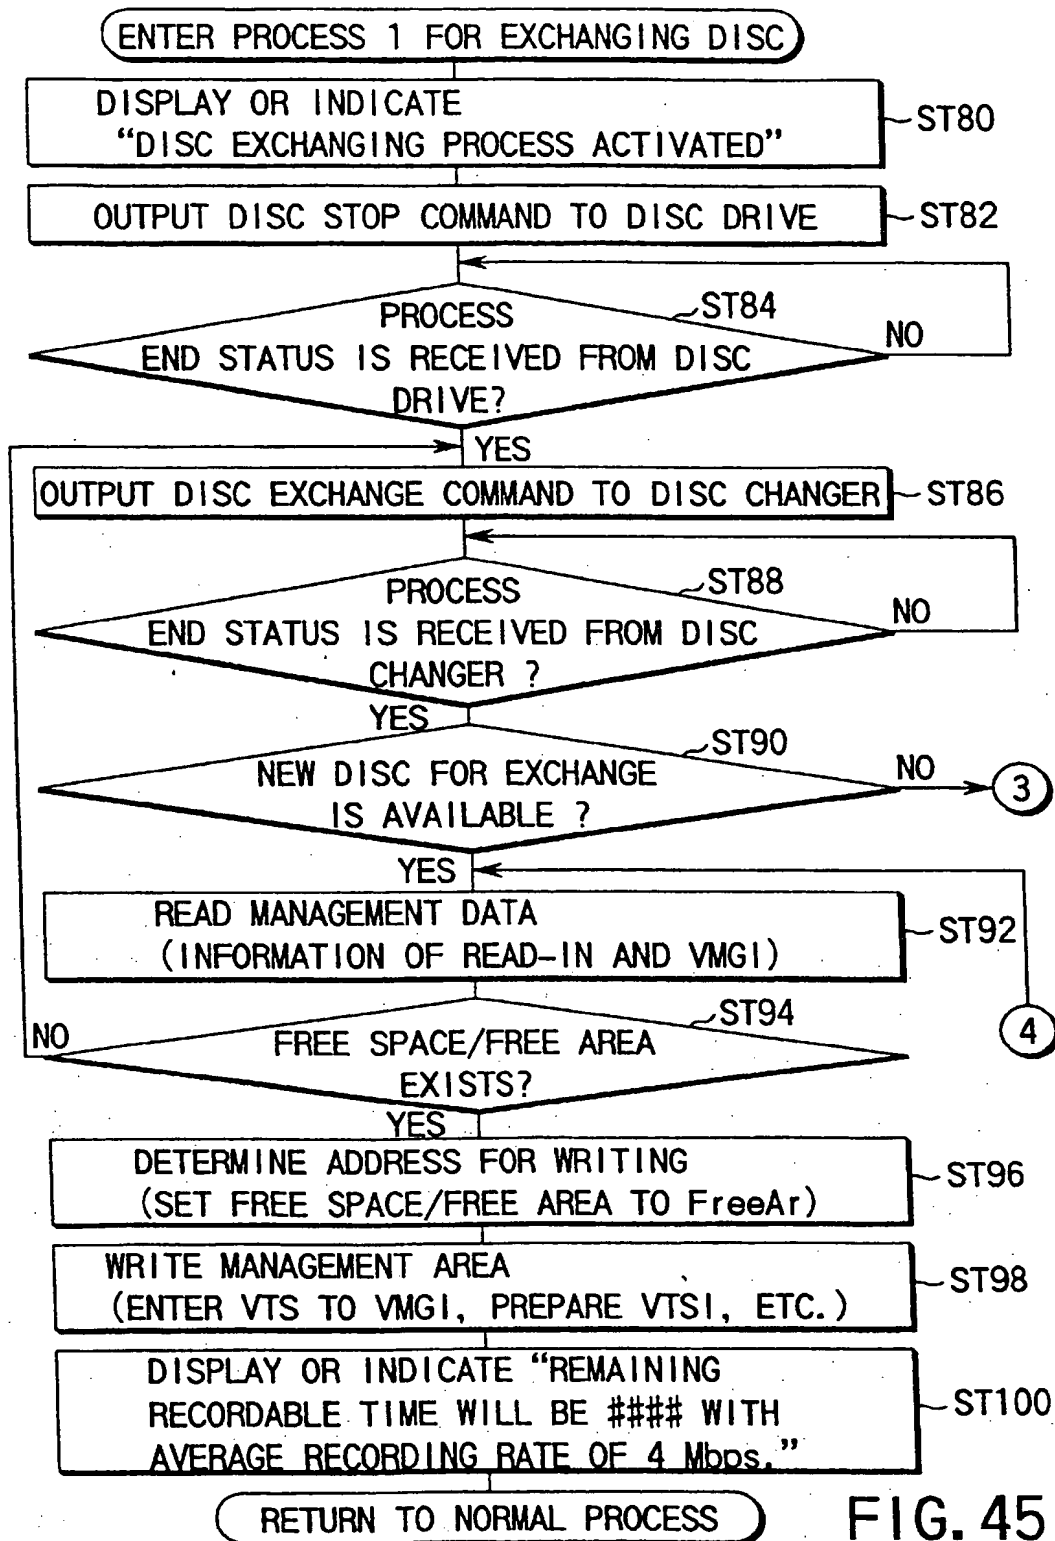 ENTER PROCESS 1 FOR EXCHANGING DISC
DISPLAY OR INDICATE
"DISC EXCHANGING PROCESS ACTIVATED"
ST80
OUTPUT DISC STOP COMMAND TO DISC DRIVE
ST82
ST84
PROCESS
NO
END STATUS IS RECEIVED FROM DISC
DRIVE?
YES
OUTPUT DISC EXCHANGE COMMAND TO DISC CHANGER
ST86
ST88
PROCESS
NO
END STATUS IS RECEIVED FROM DISC
CHANGER ?
YES
ST90
NEW DISC FOR EXCHANGE
IS AVAILABLE ?
NO
3
YES
READ MANAGEMENT DATA
(INFORMATION OF READ-IN AND VMGI)
ST92
ST94
4
NO
FREE SPACE/FREE AREA
EXISTS?
YES
DETERMINE ADDRESS FOR WRITING
(SET FREE SPACE/FREE AREA TO FreeAr)
ST96
WRITE MANAGEMENT AREA
(ENTER VTS TO VMGI, PREPARE VTSI, ETC.)
ST98
DISPLAY OR INDICATE "REMAINING
RECORDABLE TIME WILL BE #### WITH
AVERAGE RECORDING RATE OF 4 Mbps."
ST100
RETURN TO NORMAL PROCESS
FIG. 45